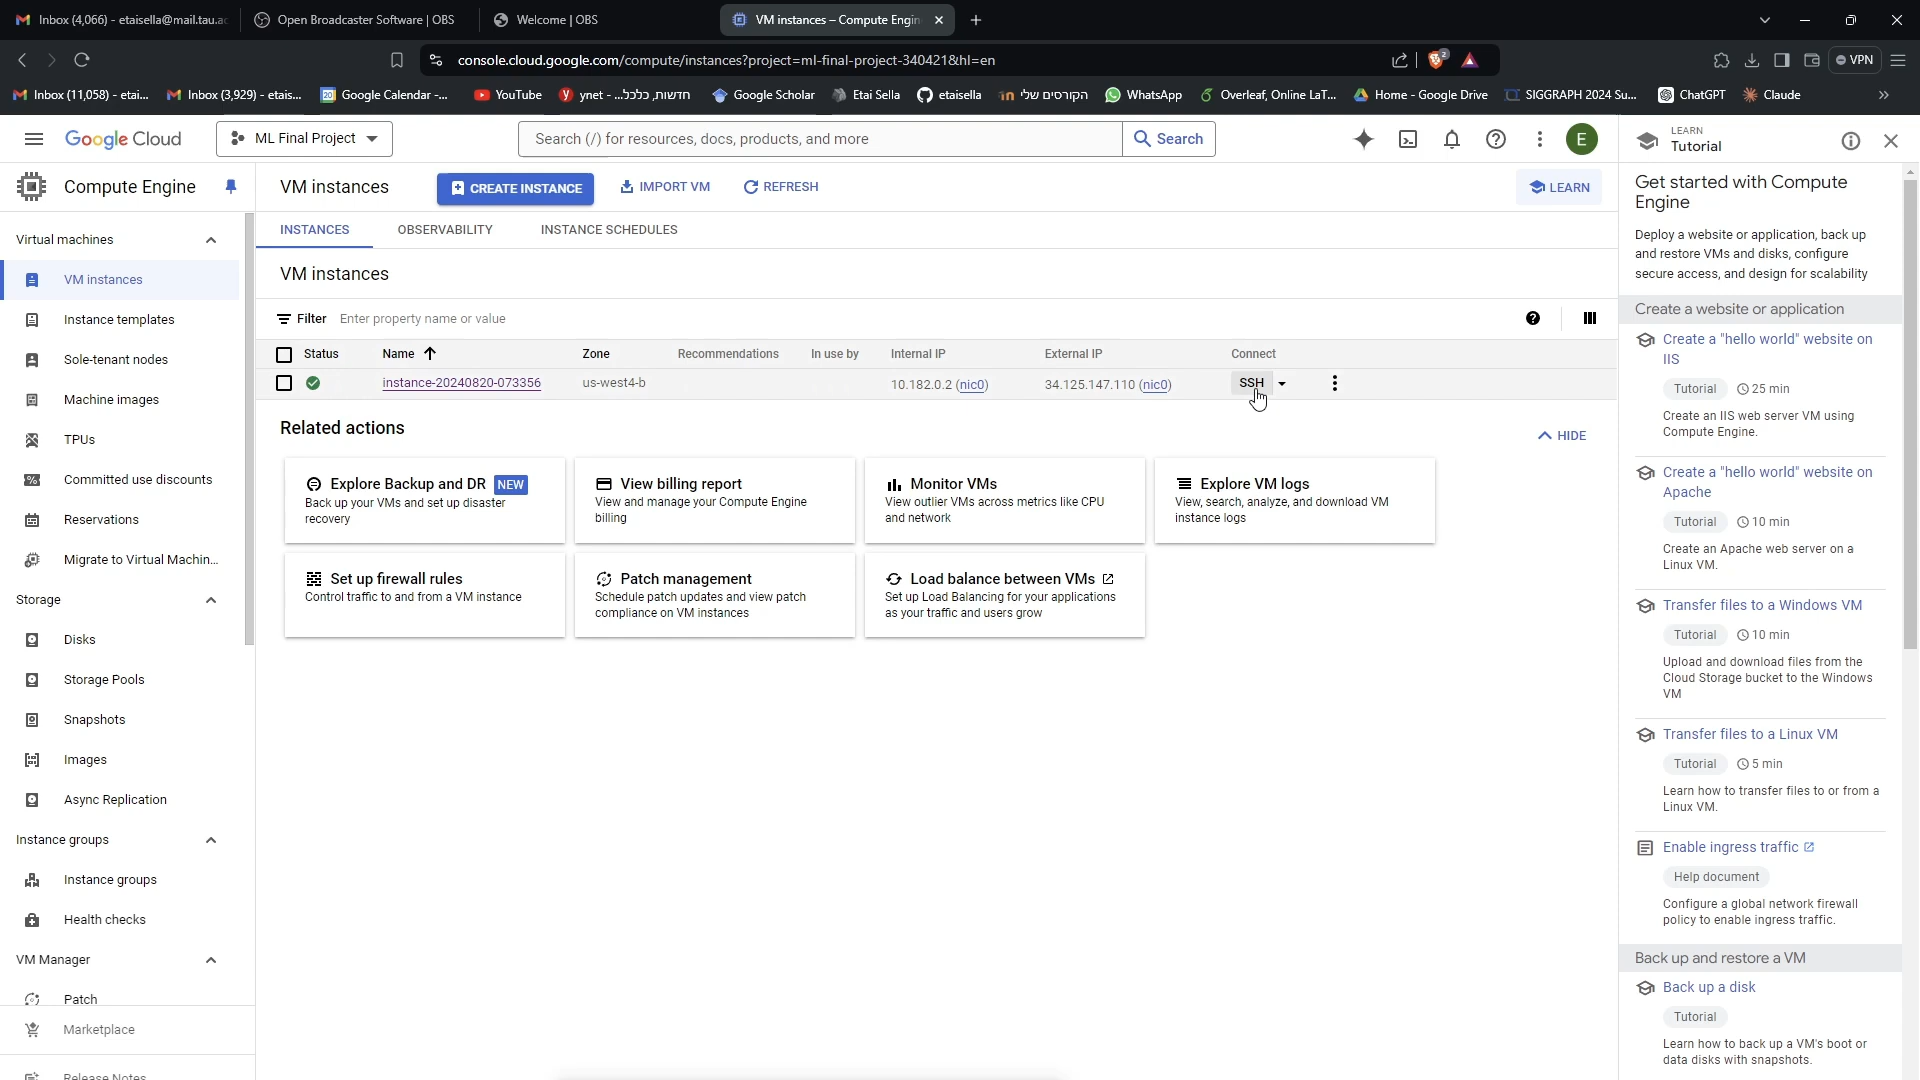 Inbox (4,066) - etaisella@mail.tau.ac
Open Broadcaster Software | OBS
Welcome | OBS
VM instances – Compute Engin
console.cloud.google.com/compute/instances?project=ml-final-project-340421&hl=en
2
VPN
Inbox (11,058) - etai...
Inbox (3,929) - etais...
Google Calendar -...
YouTube
ynet - ...חדשות, כלכל
Google Scholar
Etai Sella
etaisella
הקורסים שלי
WhatsApp
Overleaf, Online LaT...
Home - Google Drive
SIGGRAPH 2024 Su...
ChatGPT
Claude
Google Cloud
ML Final Project
Search (/) for resources, docs, products, and more
Search
E
LEARN
Tutorial
Compute Engine
VM instances
CREATE INSTANCE
IMPORT VM
REFRESH
LEARN
INSTANCES
OBSERVABILITY
INSTANCE SCHEDULES
Virtual machines
VM instances
Instance templates
Sole-tenant nodes
Machine images
TPUs
Committed use discounts
Reservations
Migrate to Virtual Machin...
Storage
Disks
Storage Pools
Snapshots
Images
Async Replication
Instance groups
Instance groups
Health checks
VM Manager
Patch
Marketplace
Release Notes
VM instances
Filter Enter property name or value
Status Name Zone Recommendations In use by Internal IP External IP Connect
instance-20240820-073356 us-west4-b 10.182.0.2 (nic0) 34.125.147.110 (nic0) SSH
Related actions
HIDE
Explore Backup and DR NEW
Back up your VMs and set up disaster
recovery
View billing report
View and manage your Compute Engine
billing
Monitor VMs
View outlier VMs across metrics like CPU
and network
Explore VM logs
View, search, analyze, and download VM
instance logs
Set up firewall rules
Control traffic to and from a VM instance
Patch management
Schedule patch updates and view patch
compliance on VM instances
Load balance between VMs
Set up Load Balancing for your applications
as your traffic and users grow
Get started with Compute
Engine
Deploy a website or application, back up
and restore VMs and disks, configure
secure access, and design for scalability
Create a website or application
Create a "hello world" website on
IIS
Tutorial 25 min
Create an IIS web server VM using
Compute Engine.
Create a "hello world" website on
Apache
Tutorial 10 min
Create an Apache web server on a
Linux VM.
Transfer files to a Windows VM
Tutorial 10 min
Upload and download files from the
Cloud Storage bucket to the Windows
VM
Transfer files to a Linux VM
Tutorial 5 min
Learn how to transfer files to or from a
Linux VM.
Enable ingress traffic
Help document
Configure a global network firewall
policy to enable ingress traffic.
Back up and restore a VM
Back up a disk
Tutorial
Learn how to back up a VM's boot or
data disks with snapshots.